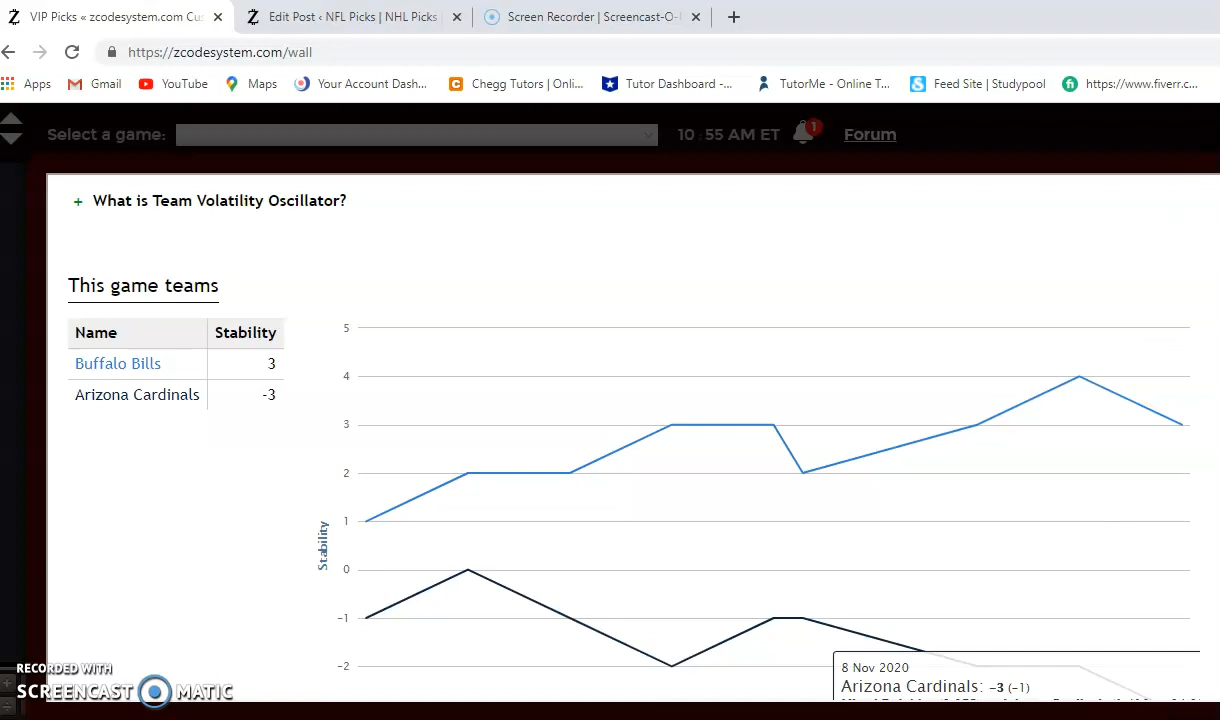 VIP Picks « zcodesystem.com Cu
Edit Post ‹ NFL Picks | NHL Picks
Screen Recorder | Screencast-O-
https://zcodesystem.com/wall
Apps
Gmail
YouTube
Maps
Your Account Dash...
Chegg Tutors | Onli...
Tutor Dashboard -...
TutorMe - Online T...
Feed Site | Studypool
https://www.fiverr.c...
Select a game:
10 : 55 AM ET
1
Forum
+ What is Team Volatility Oscillator?
This game teams
Name Stability
Buffalo Bills 3
Arizona Cardinals -3
5
4
3
2
1
Stability
0
-1
-2
8 Nov 2020
Arizona Cardinals: -3 (-1)
RECORDED WITH
SCREENCAST MATIC